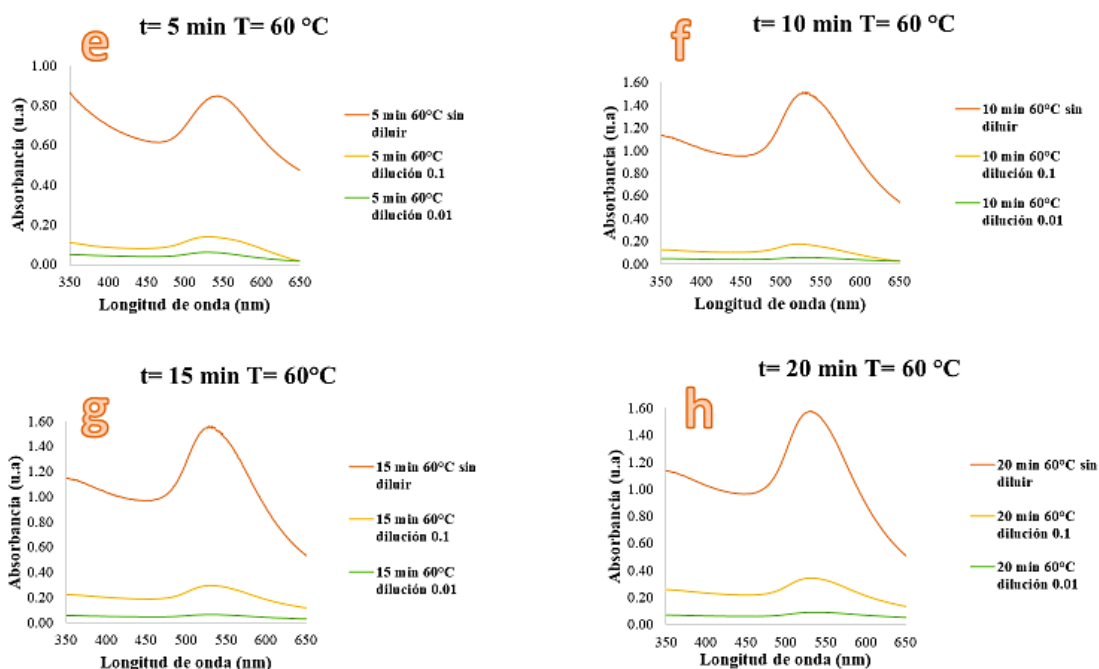 e
t= 5 min T= 60 °C
1.00
0.80
0.60
0.40
0.20
0.00
Absorbancia (u.a)
350 400 450 500 550 600 650
Longitud de onda (nm)
5 min 60°C sin
diluir
5 min 60°C
dilución 0.1
5 min 60°C
dilución 0.01
f
t= 10 min T= 60 °C
1.60
1.40
1.20
1.00
0.80
0.60
0.40
0.20
0.00
Absorbancia (u.a)
350 400 450 500 550 600 650
Longitud de onda (nm)
10 min 60°C sin
diluir
10 min 60°C
dilución 0.1
10 min 60°C
dilución 0.01
g
t= 15 min T= 60°C
1.60
1.40
1.20
1.00
0.80
0.60
0.40
0.20
0.00
Absorbancia (u.a)
350 400 450 500 550 600 650
Longitud de onda (nm)
15 min 60°C sin
diluir
15 min 60°C
dilución 0.1
15 min 60°C
dilución 0.01
h
t= 20 min T= 60 °C
1.60
1.40
1.20
1.00
0.80
0.60
0.40
0.20
0.00
Absorbancia (u.a)
350 400 450 500 550 600 650
Longitud de onda (nm)
20 min 60°C sin
diluir
20 min 60°C
dilución 0.1
20 min 60°C
dilución 0.01